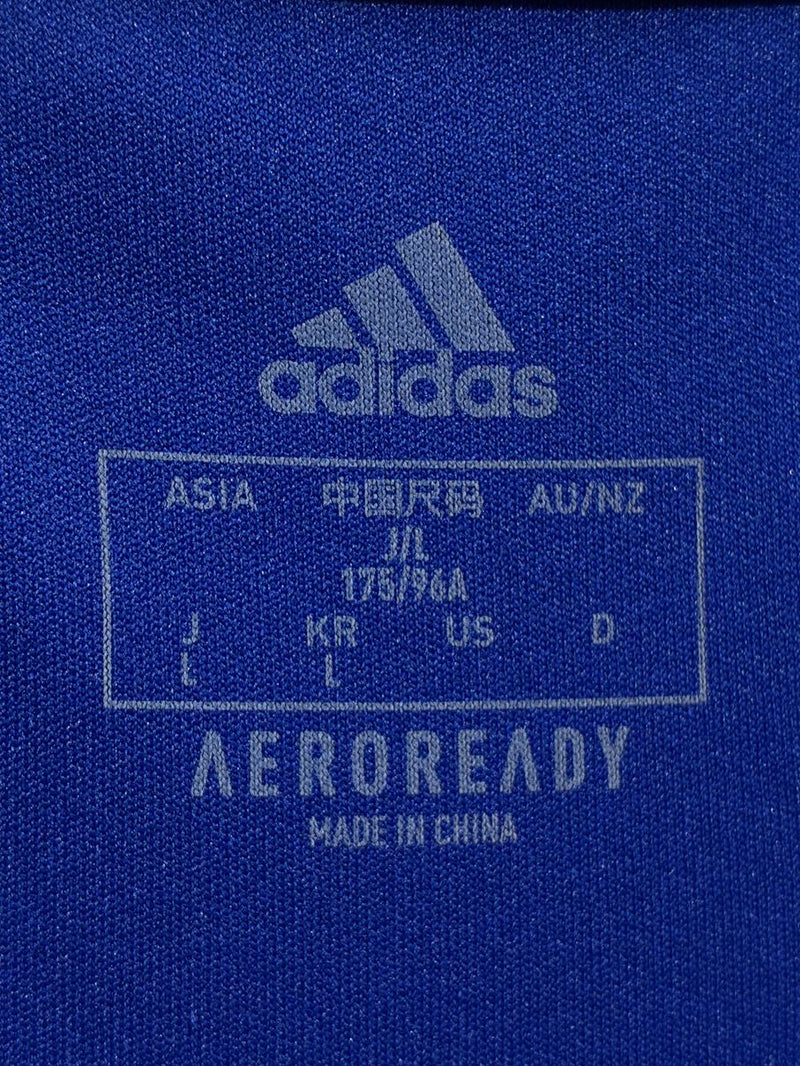 adidas
ASIA 中国尺码 AU/NZ
J/L
175/96A
J KR US D
L L
AEROREADY
MADE IN CHINA